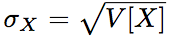 σ_X = √V[X]